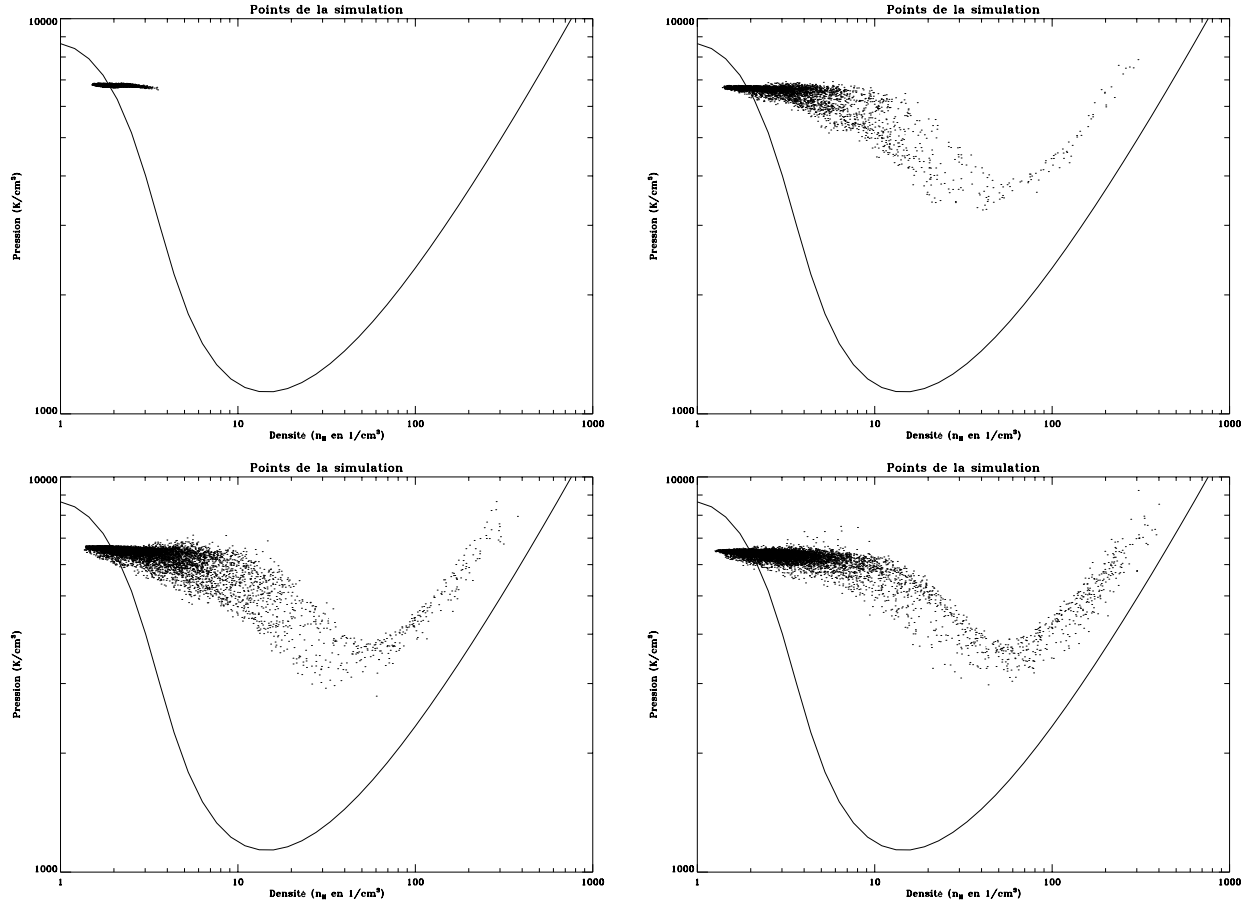 Points de la simulation
10000
Pression (K/cm³)
1000
1
10
100
1000
Densité (n_H en 1/cm³)
Points de la simulation
10000
Pression (K/cm³)
1000
1
10
100
1000
Densité (n_H en 1/cm³)
Points de la simulation
10000
Pression (K/cm³)
1000
1
10
100
1000
Densité (n_H en 1/cm³)
Points de la simulation
10000
Pression (K/cm³)
1000
1
10
100
1000
Densité (n_H en 1/cm³)